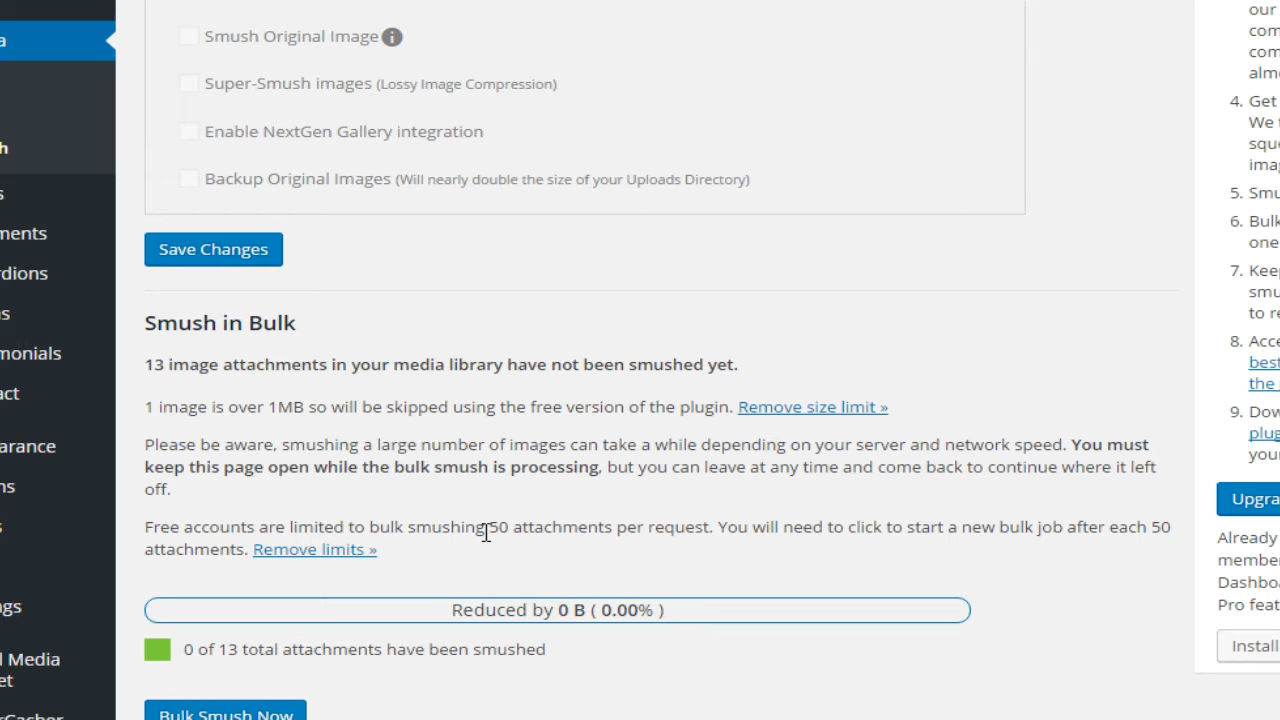 a
h
s
ments
rdions
s
monials
act
arance
ns
s
ngs
l Media
et
rCacher
Smush Original Image
Super-Smush images (Lossy Image Compression)
Enable NextGen Gallery integration
Backup Original Images (Will nearly double the size of your Uploads Directory)
Save Changes
Smush in Bulk
13 image attachments in your media library have not been smushed yet.
1 image is over 1MB so will be skipped using the free version of the plugin. Remove size limit »
Please be aware, smushing a large number of images can take a while depending on your server and network speed. You must
keep this page open while the bulk smush is processing, but you can leave at any time and come back to continue where it left
off.
Free accounts are limited to bulk smushing 50 attachments per request. You will need to click to start a new bulk job after each 50
attachments. Remove limits »
Reduced by 0 B ( 0.00% )
0 of 13 total attachments have been smushed
Bulk Smush Now
our
com
com
almo
4. Get
We
sque
imag
5. Smu
6. Bulk
one
7. Keep
smu
to re
8. Acce
best
the
9. Dow
plug
your
Upgra
Already
member
Dashbo
Pro feat
Install